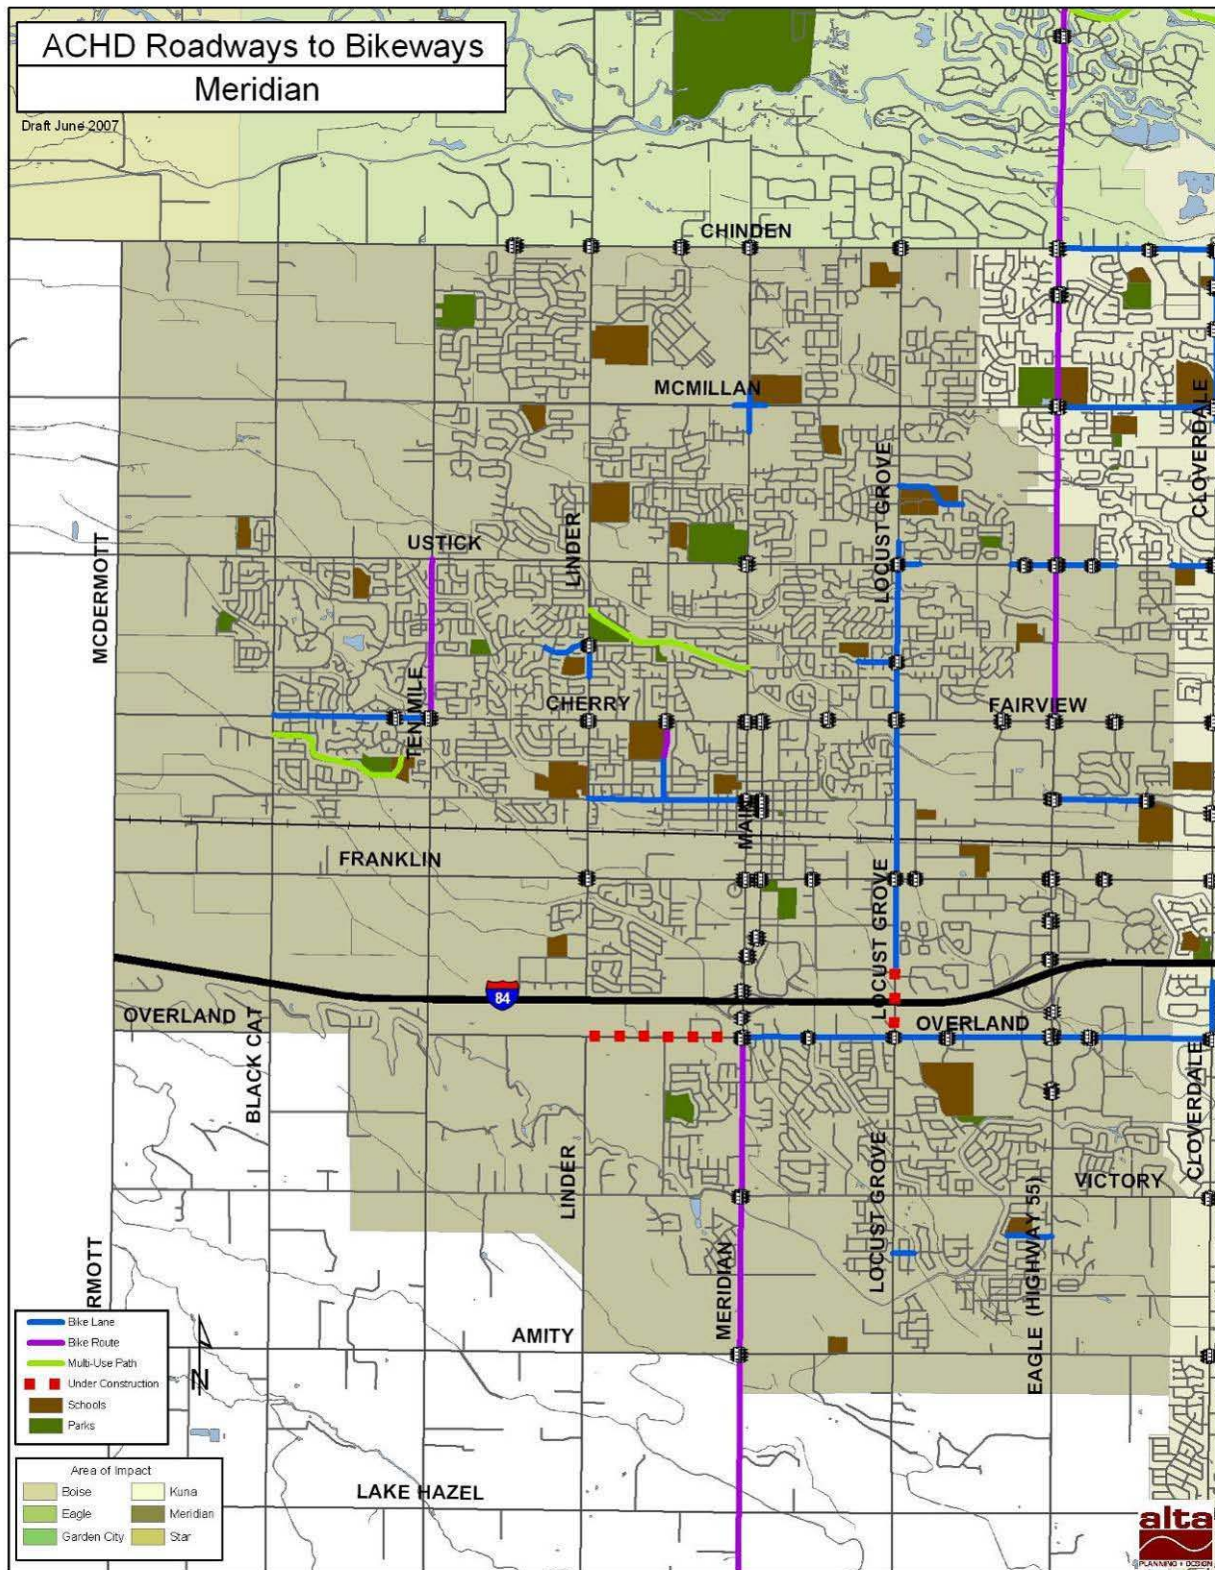 ACHD Roadways to Bikeways
Meridian
Draft June 2007
CHINDEN
MCMILLAN
CLOVERDALE
LOCUST GROVE
LINDER
USTICK
MCDERMOTT
TEN MILE
CHERRY
FAIRVIEW
MAIN
FRANKLIN
LOCUST GROVE
84
OVERLAND
OVERLAND
BLACK CAT
CLOVERDALE
LINDER
LOCUST GROVE
VICTORY
EAGLE (HIGHWAY 55)
MERIDIAN
RMOTT
AMITY
LAKE HAZEL
Bike Lane
Bike Route
Multi-Use Path
Under Construction
Schools
Parks
N
Area of Impact
Boise
Kuna
Eagle
Meridian
Garden City
Star
alta
PLANNING + DESIGN